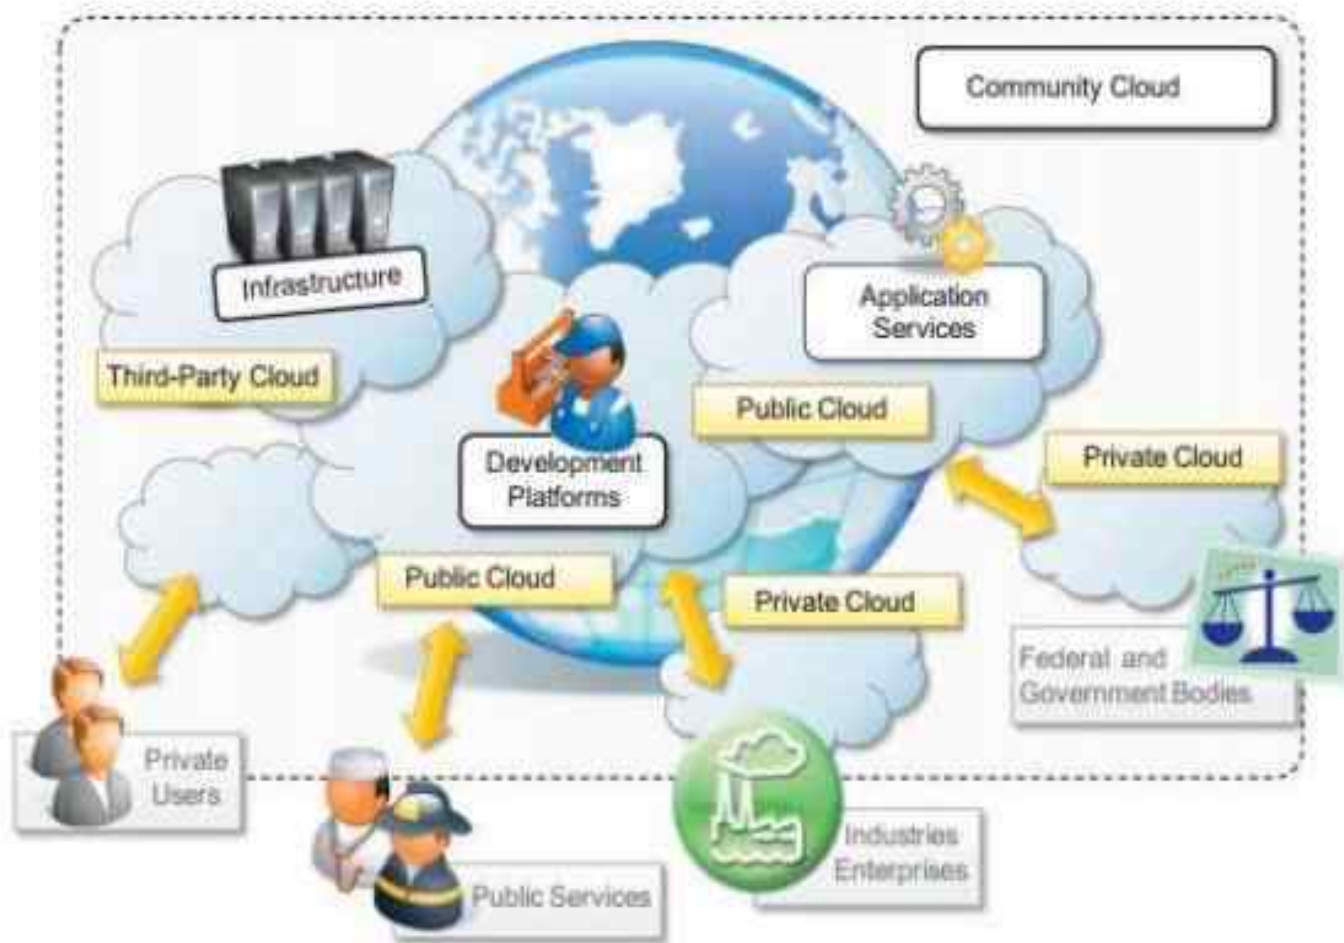 Community Cloud
Infrastructure
Application
Services
Third-Party Cloud
Public Cloud
Development
Platforms
Private Cloud
Public Cloud
Private Cloud
Federal and
Government Bodies
Private
Users
Industries
Enterprises
Public Services